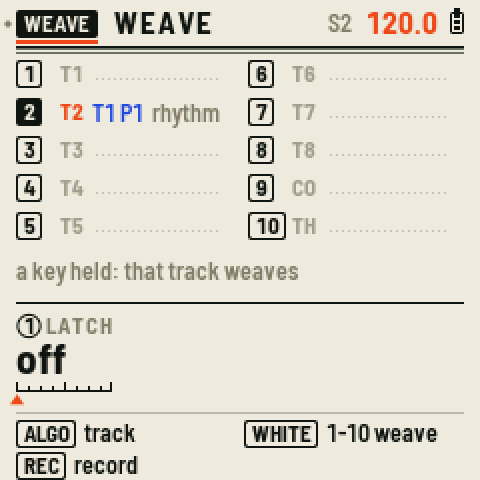 WEAVE WEAVE S2 120.0
1 T1 6 T6
2 T2 T1 P1 rhythm 7 T7
3 T3 8 T8
4 T4 9 CO
5 T5 10 TH
a key held: that track weaves
1 LATCH
off
ALGO track WHITE 1-10 weave
REC record